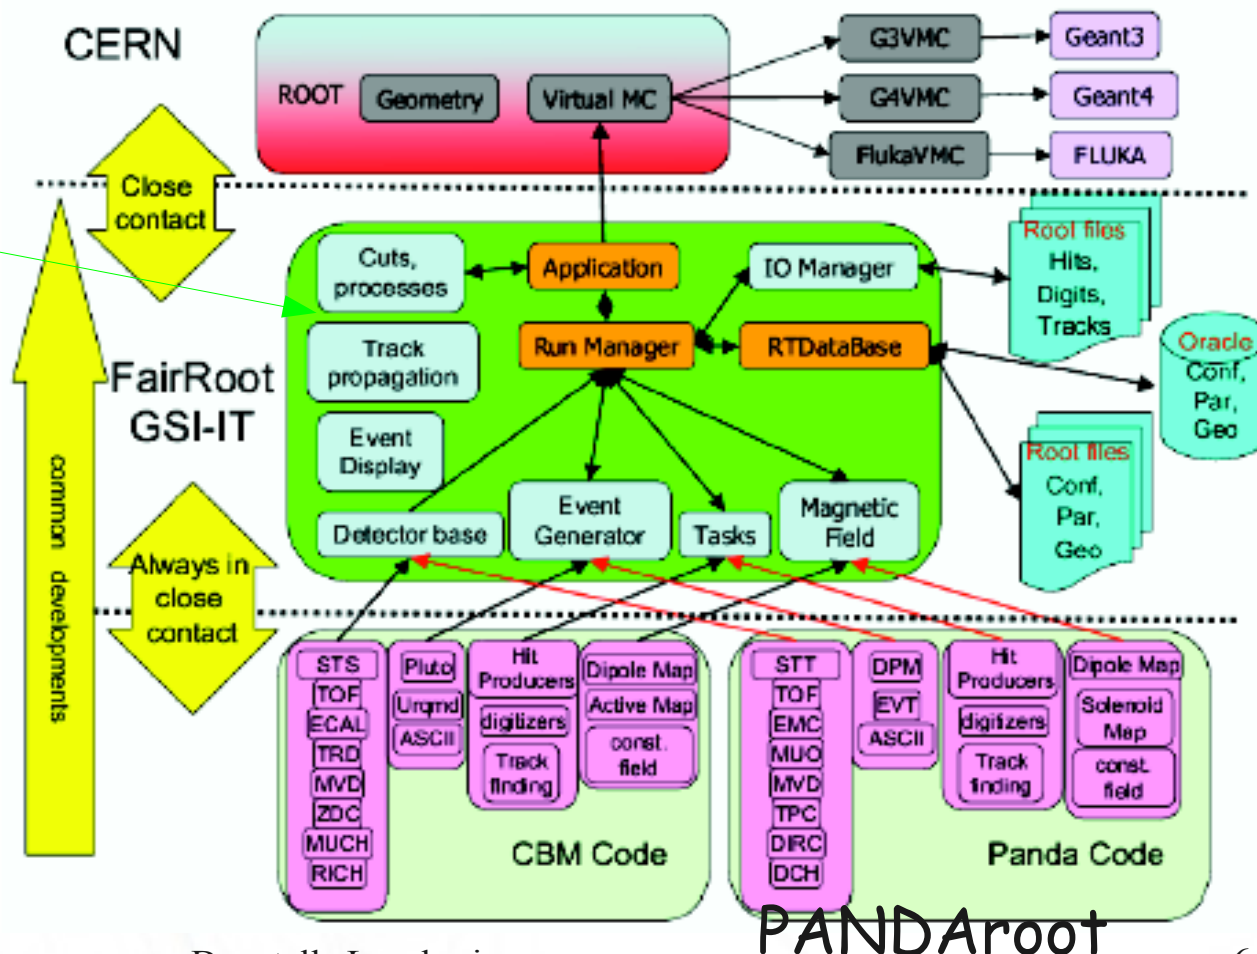 CERN
ROOT
Geometry
Virtual MC
G3VMC
Geant3
G4VMC
Geant4
FlukaVMC
FLUKA
Close
contact
FairRoot
GSI-IT
common developments
Always in
close
contact
Cuts,
processes
Application
IO Manager
Track
propagation
Run Manager
RTDataBase
Event
Display
Detector base
Event
Generator
Tasks
Magnetic
Field
Root files
Hits,
Digits,
Tracks
Oracle
Conf,
Par,
Geo
Root files
Conf,
Par,
Geo
STS
TOF
ECAL
TRD
MVD
ZDC
MUCH
RICH
Pluto
Urqmd
ASCII
Hit
Producers
digitizers
Track
finding
Dipole Map
Active Map
const.
field
CBM Code
STT
TOF
EMC
MUO
MVD
TPC
DIRC
DCH
DPM
EVT
ASCII
Hit
Producers
digitizers
Track
finding
Dipole Map
Solenoid
Map
const.
field
Panda Code
PANDAroot